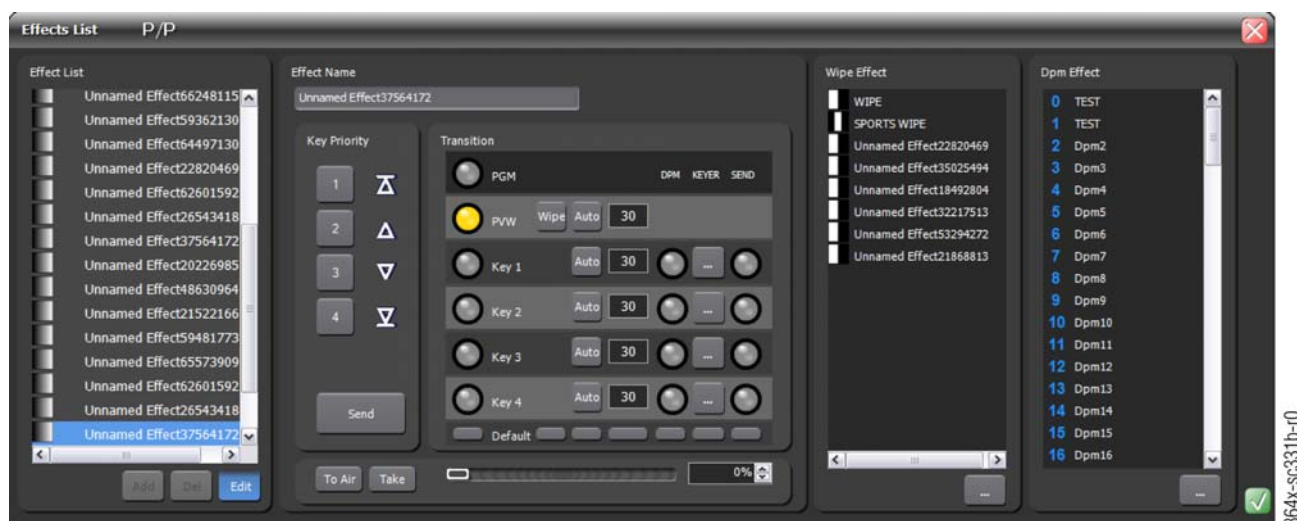 Effects List P/P
Effect List
Unnamed Effect66248115
Unnamed Effect59362130
Unnamed Effect64497130
Unnamed Effect22820469
Unnamed Effect62601592
Unnamed Effect26543418
Unnamed Effect37564172
Unnamed Effect20226985
Unnamed Effect48630964
Unnamed Effect21522166
Unnamed Effect59481773
Unnamed Effect65573909
Unnamed Effect62601592
Unnamed Effect26543418
Unnamed Effect37564172
Add Del Edit
Effect Name
Unnamed Effect37564172
Key Priority
1
2
3
4
Send
Transition
PGM DPM KEYER SEND
PVW Wipe Auto 30
Key 1 Auto 30 ...
Key 2 Auto 30 ...
Key 3 Auto 30 ...
Key 4 Auto 30 ...
Default
To Air Take 0%
Wipe Effect
WIPE
SPORTS WIPE
Unnamed Effect22820469
Unnamed Effect35025494
Unnamed Effect18492804
Unnamed Effect32217513
Unnamed Effect53294272
Unnamed Effect21868813
...
Dpm Effect
0 TEST
1 TEST
2 Dpm2
3 Dpm3
4 Dpm4
5 Dpm5
6 Dpm6
7 Dpm7
8 Dpm8
9 Dpm9
10 Dpm10
11 Dpm11
12 Dpm12
13 Dpm13
14 Dpm14
15 Dpm15
16 Dpm16
...